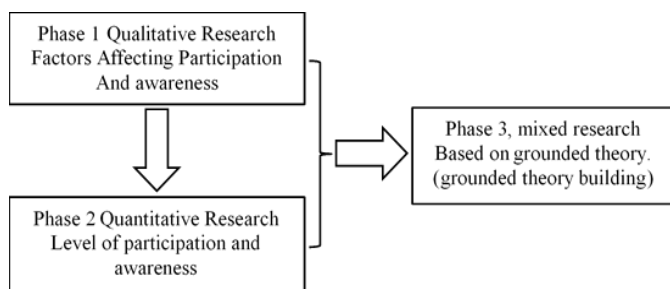 Phase 1 Qualitative Research
Factors Affecting Participation
And awareness
Phase 2 Quantitative Research
Level of participation and
awareness
Phase 3, mixed research
Based on grounded theory.
(grounded theory building)